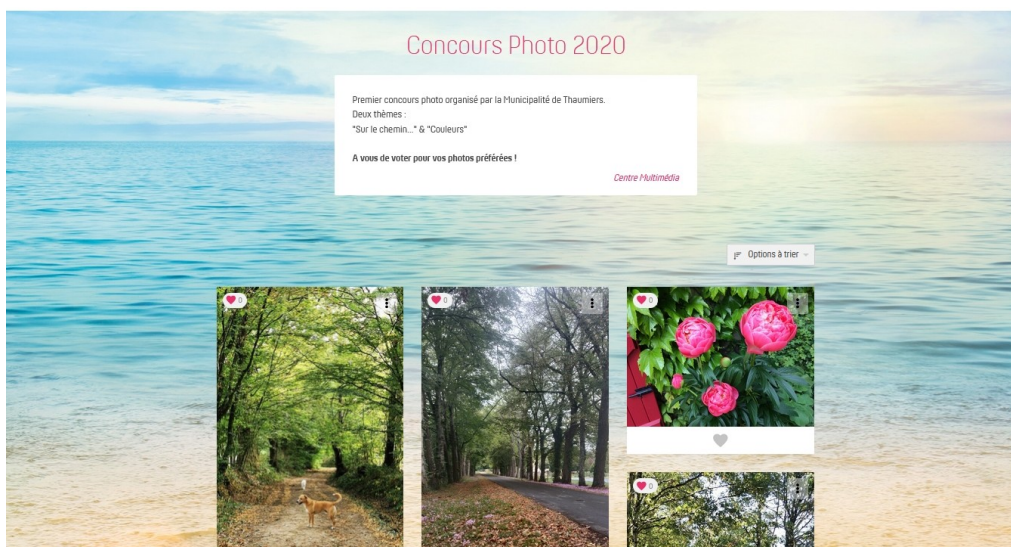 Concours Photo 2020
Premier concours photo organisé par la Municipalité de Thaumiers.
Deux thèmes :
"Sur le chemin..." & "Couleurs"
A vous de voter pour vos photos préférées !
Centre Multimédia
Options à trier
0
0
0
0